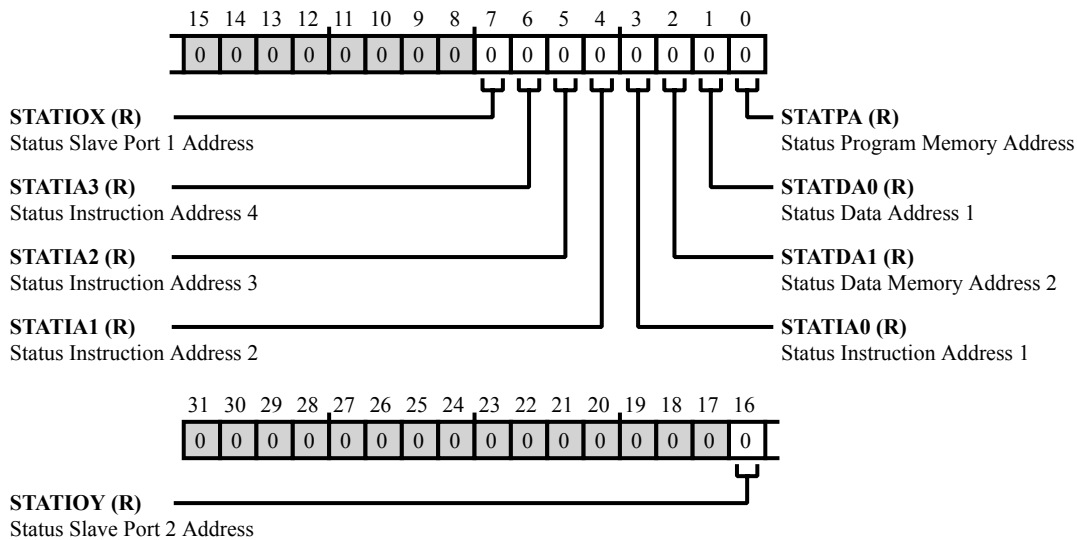 15 14 13 12 11 10 9 8 7 6 5 4 3 2 1 0
0 0 0 0 0 0 0 0 0 0 0 0 0 0 0 0
STATIOX (R)
Status Slave Port 1 Address
STATPA (R)
Status Program Memory Address
STATIA3 (R)
Status Instruction Address 4
STATDA0 (R)
Status Data Address 1
STATIA2 (R)
Status Instruction Address 3
STATDA1 (R)
Status Data Memory Address 2
STATIA1 (R)
Status Instruction Address 2
STATIA0 (R)
Status Instruction Address 1
31 30 29 28 27 26 25 24 23 22 21 20 19 18 17 16
0 0 0 0 0 0 0 0 0 0 0 0 0 0 0 0
STATIOY (R)
Status Slave Port 2 Address